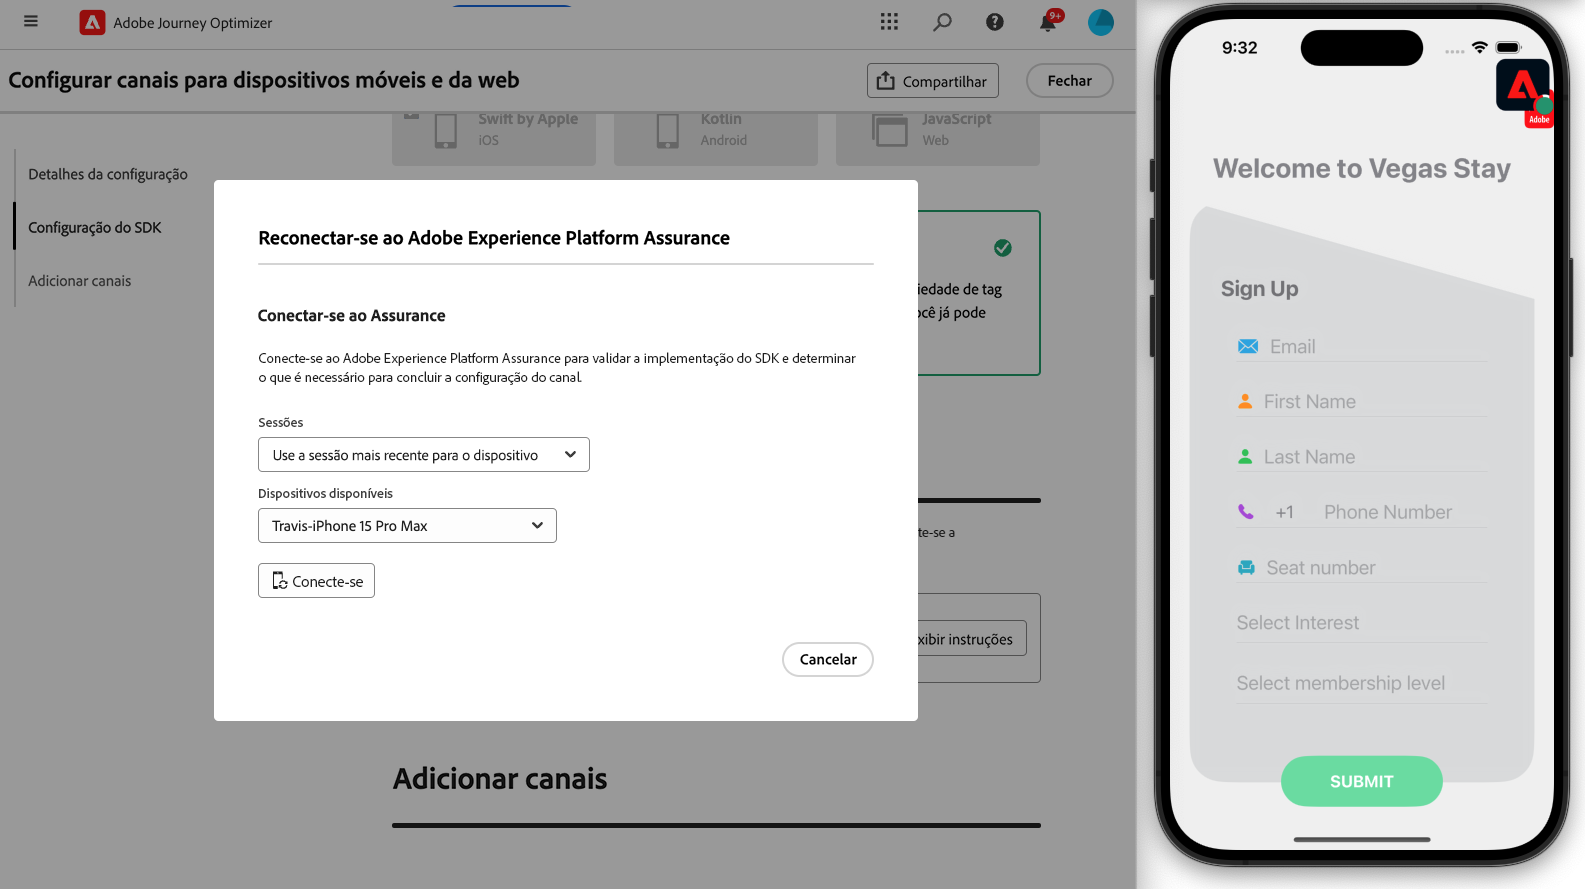 Adobe Journey Optimizer
9+
Configurar canais para dispositivos móveis e da web
Compartilhar
Fechar
Swift by Apple
iOS
Kotlin
Android
JavaScript
Web
Detalhes da configuração
Configuração do SDK
Adicionar canais
Reconectar-se ao Adobe Experience Platform Assurance
Conectar-se ao Assurance
Conecte-se ao Adobe Experience Platform Assurance para validar a implementação do SDK e determinar
o que é necessário para concluir a configuração do canal.
Sessões
Use a sessão mais recente para o dispositivo
Dispositivos disponíveis
Travis-iPhone 15 Pro Max
Conecte-se
Cancelar
iedade de tag
ocê já pode
te-se a
xibir instruções
Adicionar canais
9:32
Adobe
Welcome to Vegas Stay
Sign Up
Email
First Name
Last Name
+1 Phone Number
Seat number
Select Interest
Select membership level
SUBMIT